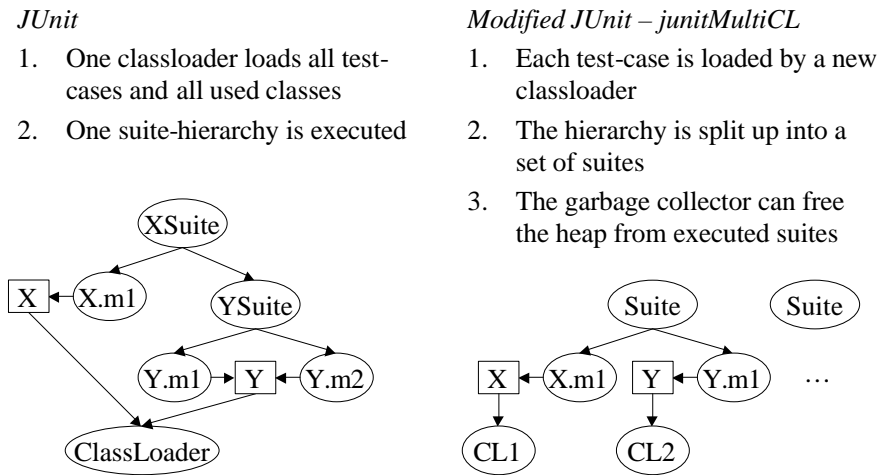 JUnit
1. One classloader loads all test-
cases and all used classes
2. One suite-hierarchy is executed
XSuite
X
X.m1
YSuite
Y.m1
Y
Y.m2
ClassLoader
Modified JUnit – junitMultiCL
1. Each test-case is loaded by a new
classloader
2. The hierarchy is split up into a
set of suites
3. The garbage collector can free
the heap from executed suites
Suite
Suite
X
X.m1
Y
Y.m1
…
CL1
CL2